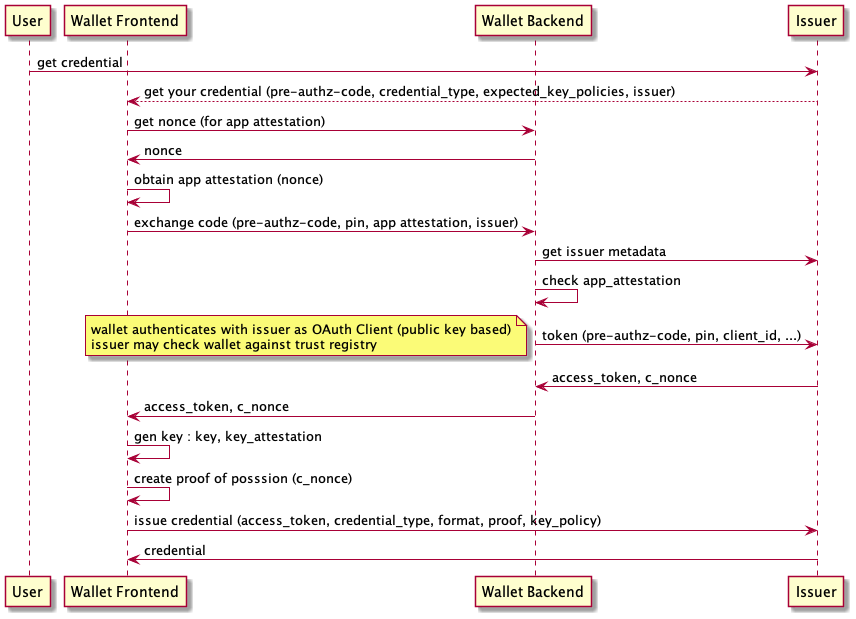 User
Wallet Frontend
Wallet Backend
Issuer
get credential
get your credential (pre-authz-code, credential_type, expected_key_policies, issuer)
get nonce (for app attestation)
nonce
obtain app attestation (nonce)
exchange code (pre-authz-code, pin, app attestation, issuer)
get issuer metadata
check app_attestation
wallet authenticates with issuer as OAuth Client (public key based)
issuer may check wallet against trust registry
token (pre-authz-code, pin, client_id, ...)
access_token, c_nonce
access_token, c_nonce
gen key : key, key_attestation
create proof of posssion (c_nonce)
issue credential (access_token, credential_type, format, proof, key_policy)
credential
User
Wallet Frontend
Wallet Backend
Issuer